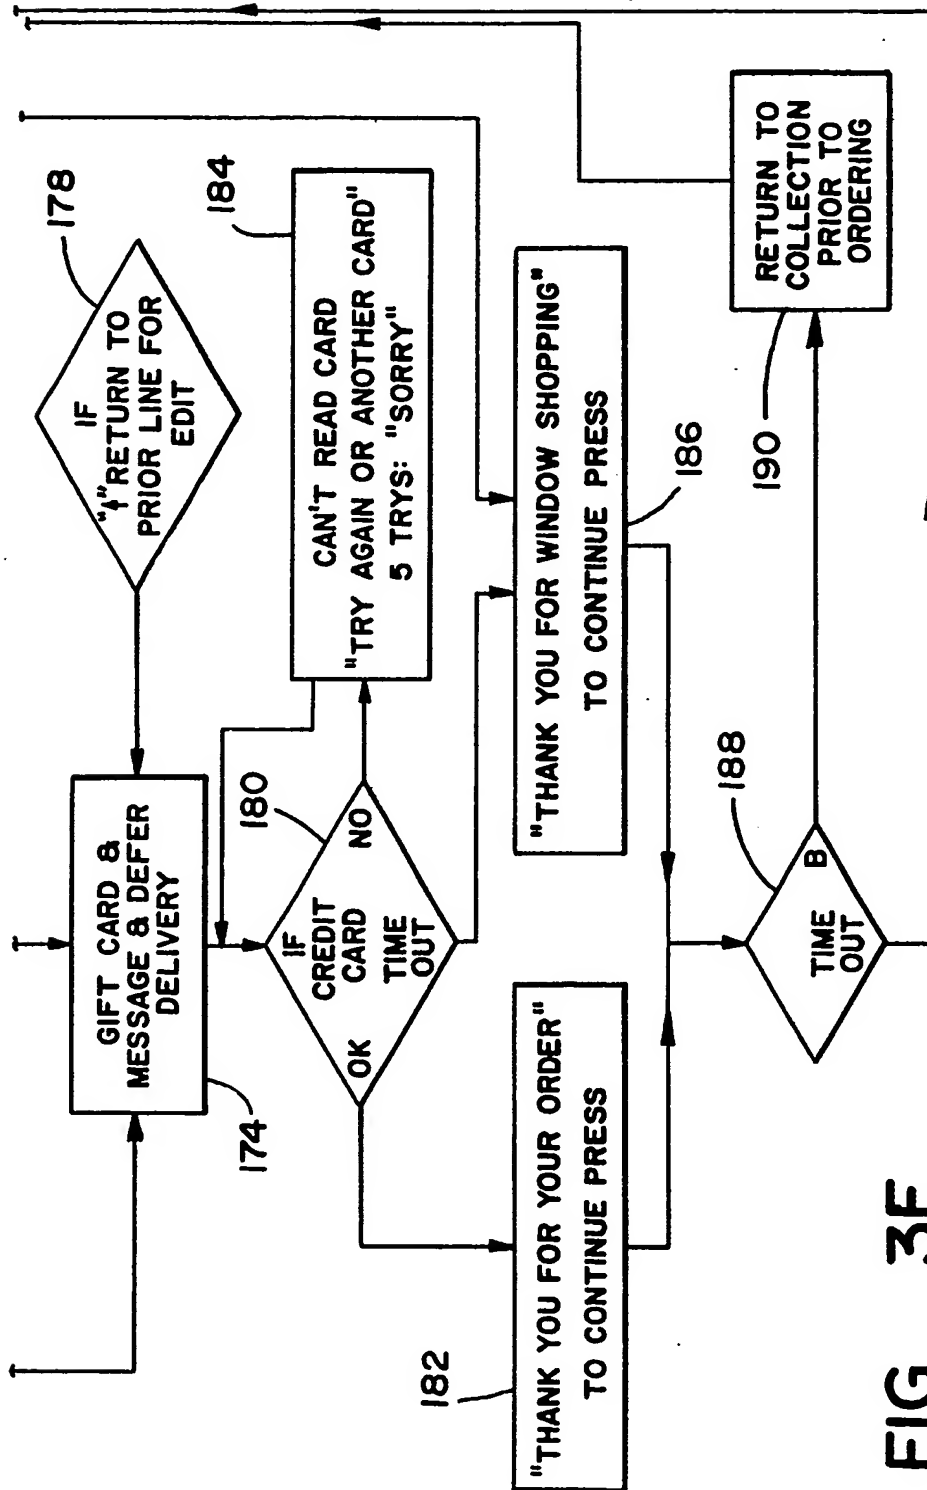 178
IF
"↑"RETURN TO
PRIOR LINE FOR
EDIT
GIFT CARD &
MESSAGE & DEFER
DELIVERY
174
184
CAN'T READ CARD
"TRY AGAIN OR ANOTHER CARD"
5 TRYS: "SORRY"
180
IF
CREDIT
CARD
OK
NO
TIME
OUT
182
"THANK YOU FOR YOUR ORDER"
TO CONTINUE PRESS
"THANK YOU FOR WINDOW SHOPPING"
TO CONTINUE PRESS
186
188
TIME
OUT
B
RETURN TO
COLLECTION
PRIOR TO
ORDERING
190
FIG 3F